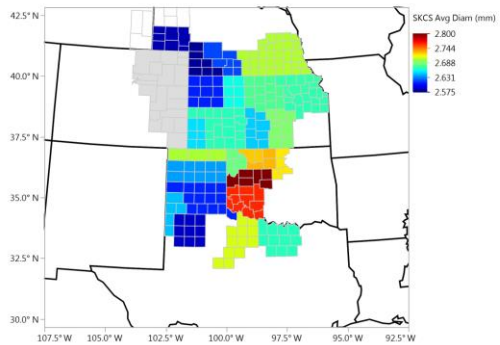 42.5° N
40.0° N
37.5° N
35.0° N
32.5° N
30.0° N
107.5° W 105.0° W 102.5° W 100.0° W 97.5° W 95.0° W 92.5° W
SKCS Avg Diam (mm)
2.800
2.744
2.688
2.631
2.575